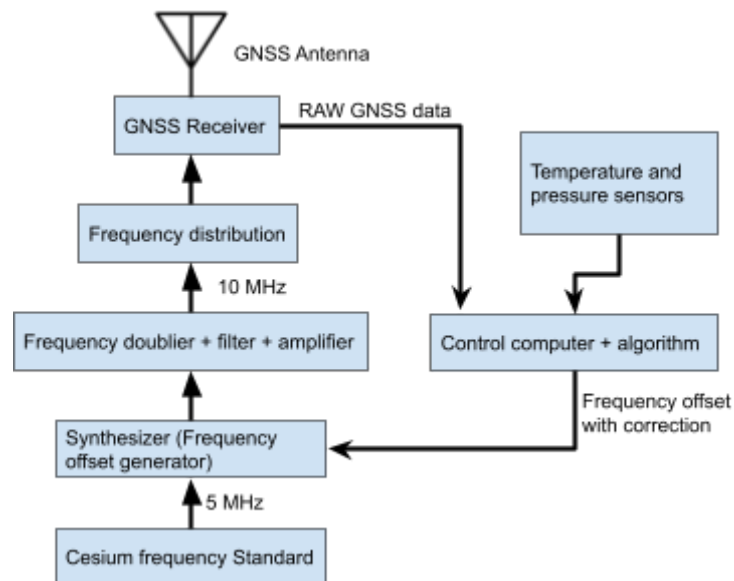 GNSS Antenna
GNSS Receiver
RAW GNSS data
Temperature and
pressure sensors
Frequency distribution
10 MHz
Frequency doublier + filter + amplifier
Control computer + algorithm
Frequency offset
with correction
Synthesizer (Frequency
offset generator)
5 MHz
Cesium frequency Standard